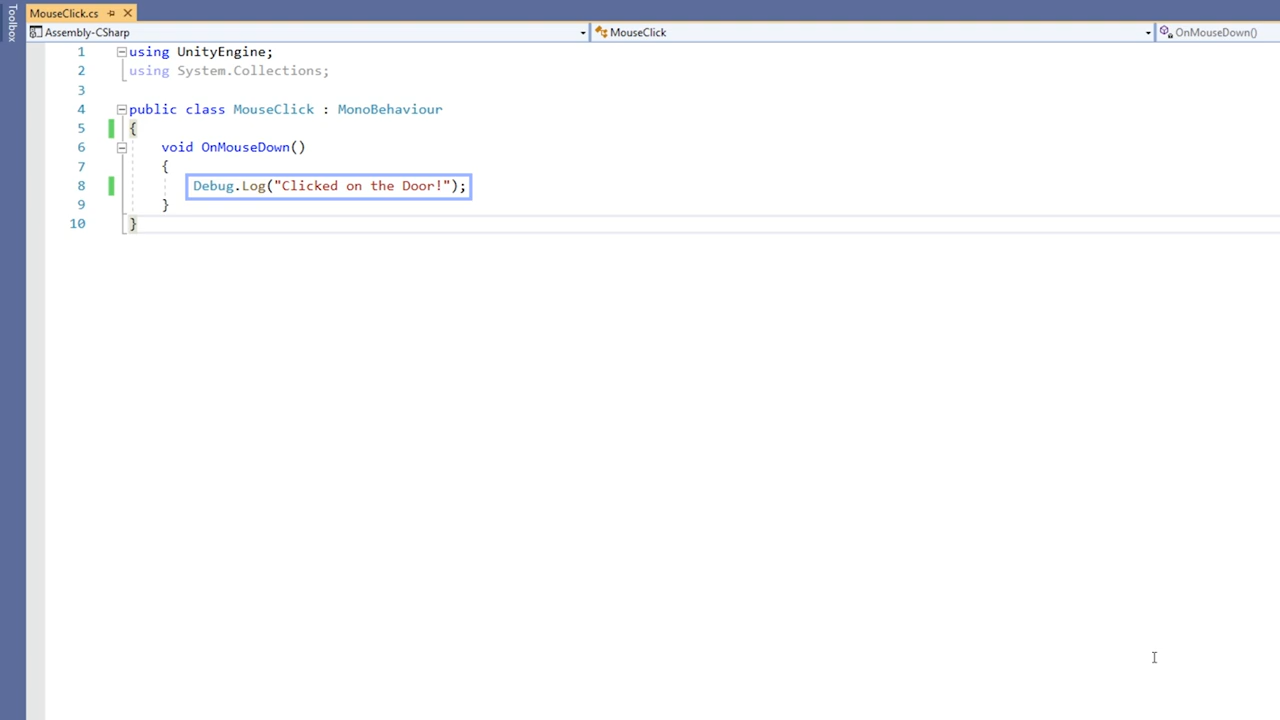 Toolbox
MouseClick.cs
Assembly-CSharp MouseClick OnMouseDown()
1 using UnityEngine;
2 using System.Collections;
3
4 public class MouseClick : MonoBehaviour
5 {
6 void OnMouseDown()
7 {
8 Debug.Log("Clicked on the Door!");
9 }
10 }